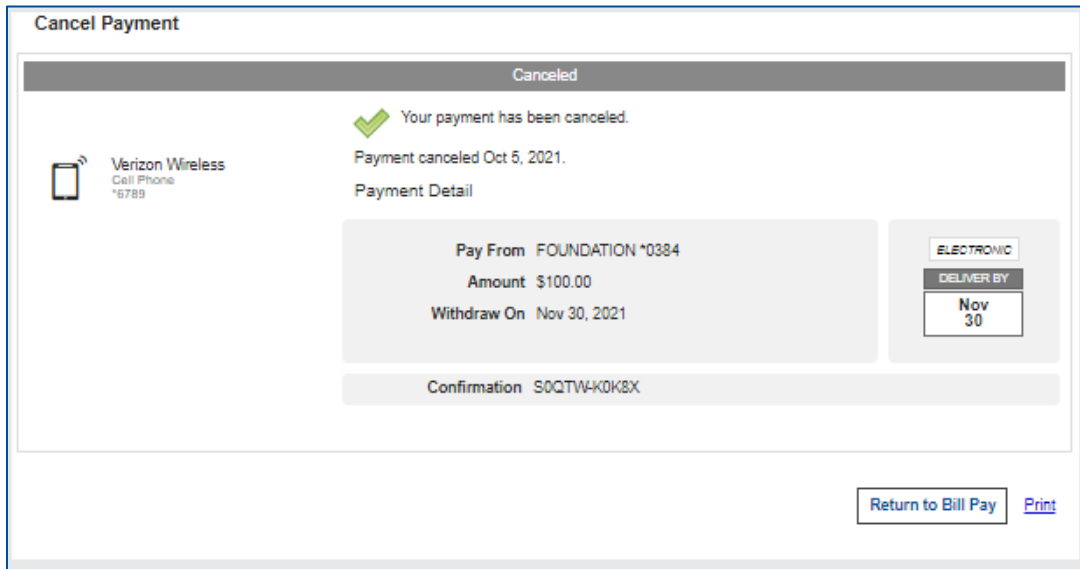 Cancel Payment
Canceled
Your payment has been canceled.
Verizon Wireless
Cell Phone
*6789
Payment canceled Oct 5, 2021.
Payment Detail
Pay From FOUNDATION *0384
Amount $100.00
Withdraw On Nov 30, 2021
ELECTRONIC
DELIVER BY
Nov
30
Confirmation S0QTW-K0K8X
Return to Bill Pay Print